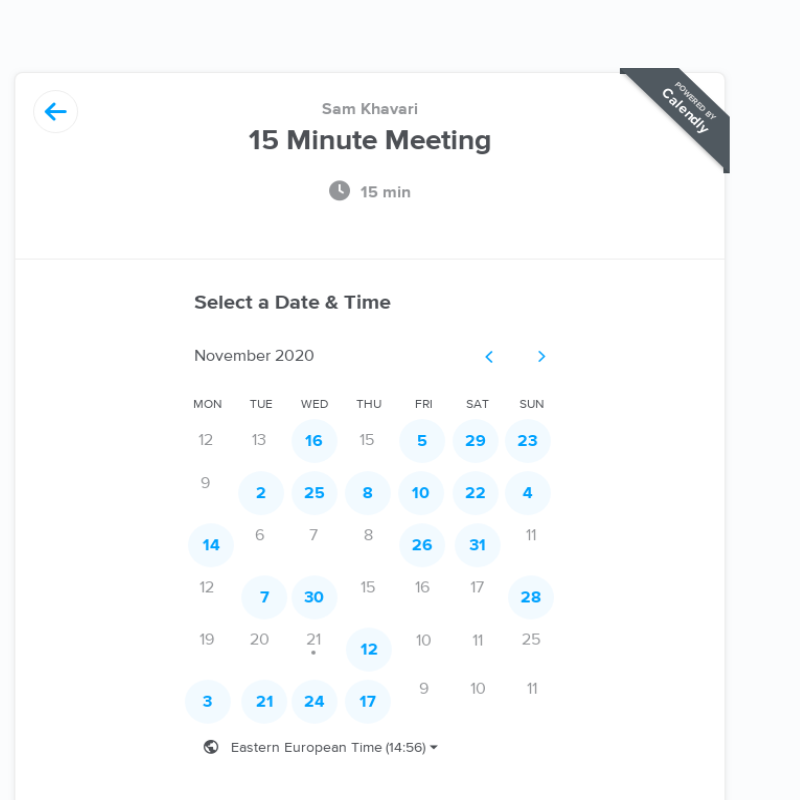 POWERED BY
Calendly
Sam Khavari
15 Minute Meeting
15 min
Select a Date & Time
November 2020
MON TUE WED THU FRI SAT SUN
12 13 16 15 5 29 23
9 2 25 8 10 22 4
14 6 7 8 26 31 11
12 7 30 15 16 17 28
19 20 21 12 10 11 25
3 21 24 17 9 10 11
Eastern European Time (14:56)